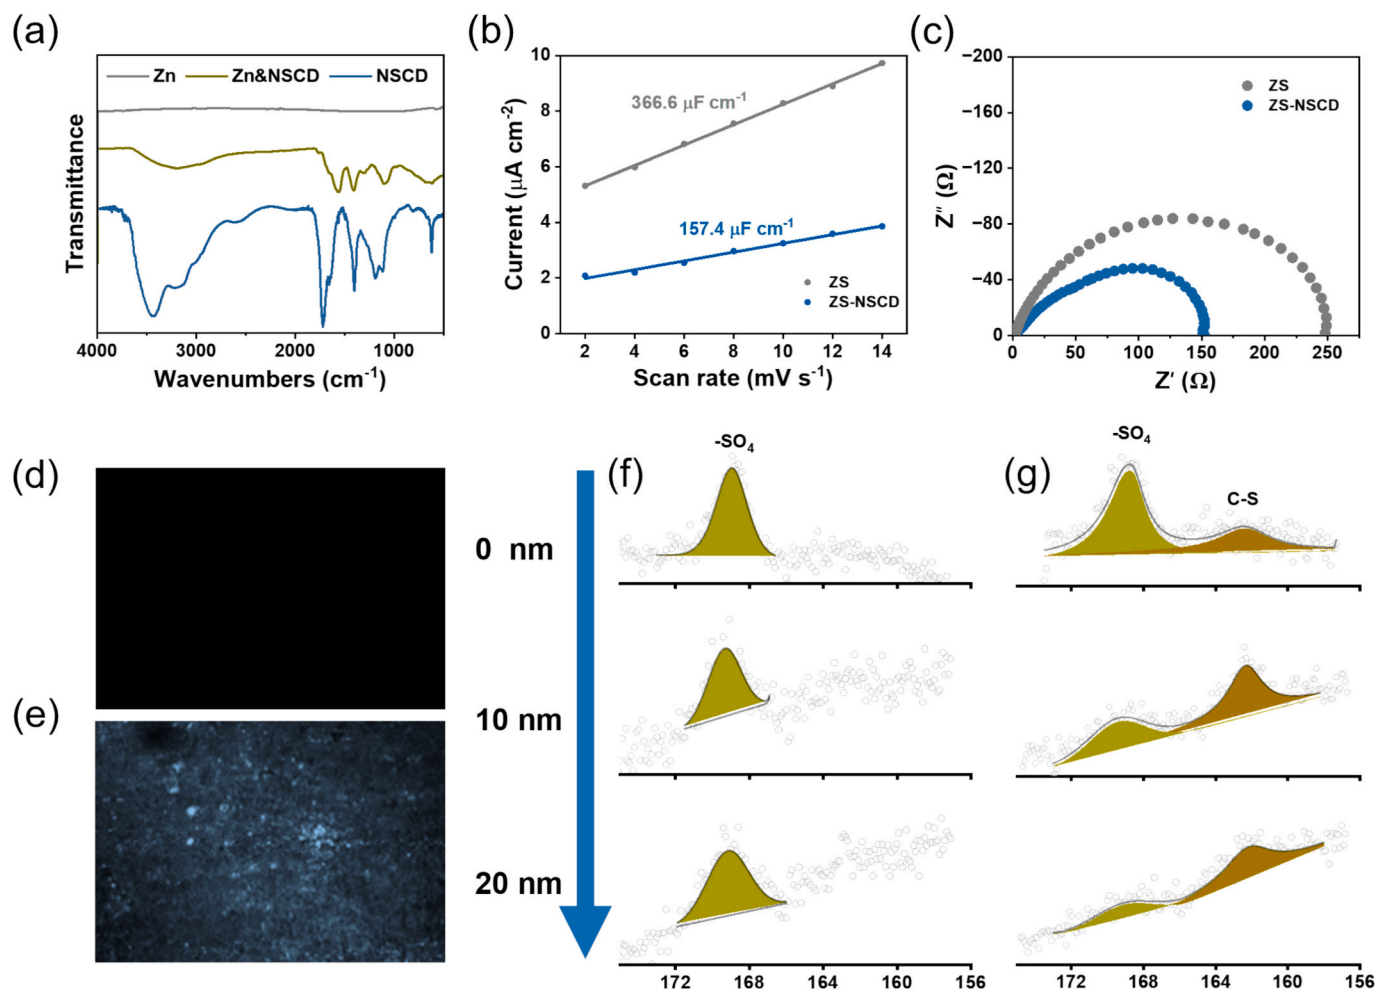 (a)
Zn Zn&NSCD NSCD
Transmittance
4000 3000 2000 1000
Wavenumbers (cm⁻¹)
(b)
10
8
6
4
2
0
Current (μA cm⁻²)
366.6 μF cm⁻¹
157.4 μF cm⁻¹
ZS
ZS-NSCD
2 4 6 8 10 12 14
Scan rate (mV s⁻¹)
(c)
−200
−160
−120
−80
−40
0
Z″ (Ω)
ZS
ZS-NSCD
0 50 100 150 200 250
Z′ (Ω)
(d)
(e)
0 nm
10 nm
20 nm
(f)
-SO₄
172 168 164 160 156
(g)
-SO₄
C-S
172 168 164 160 156